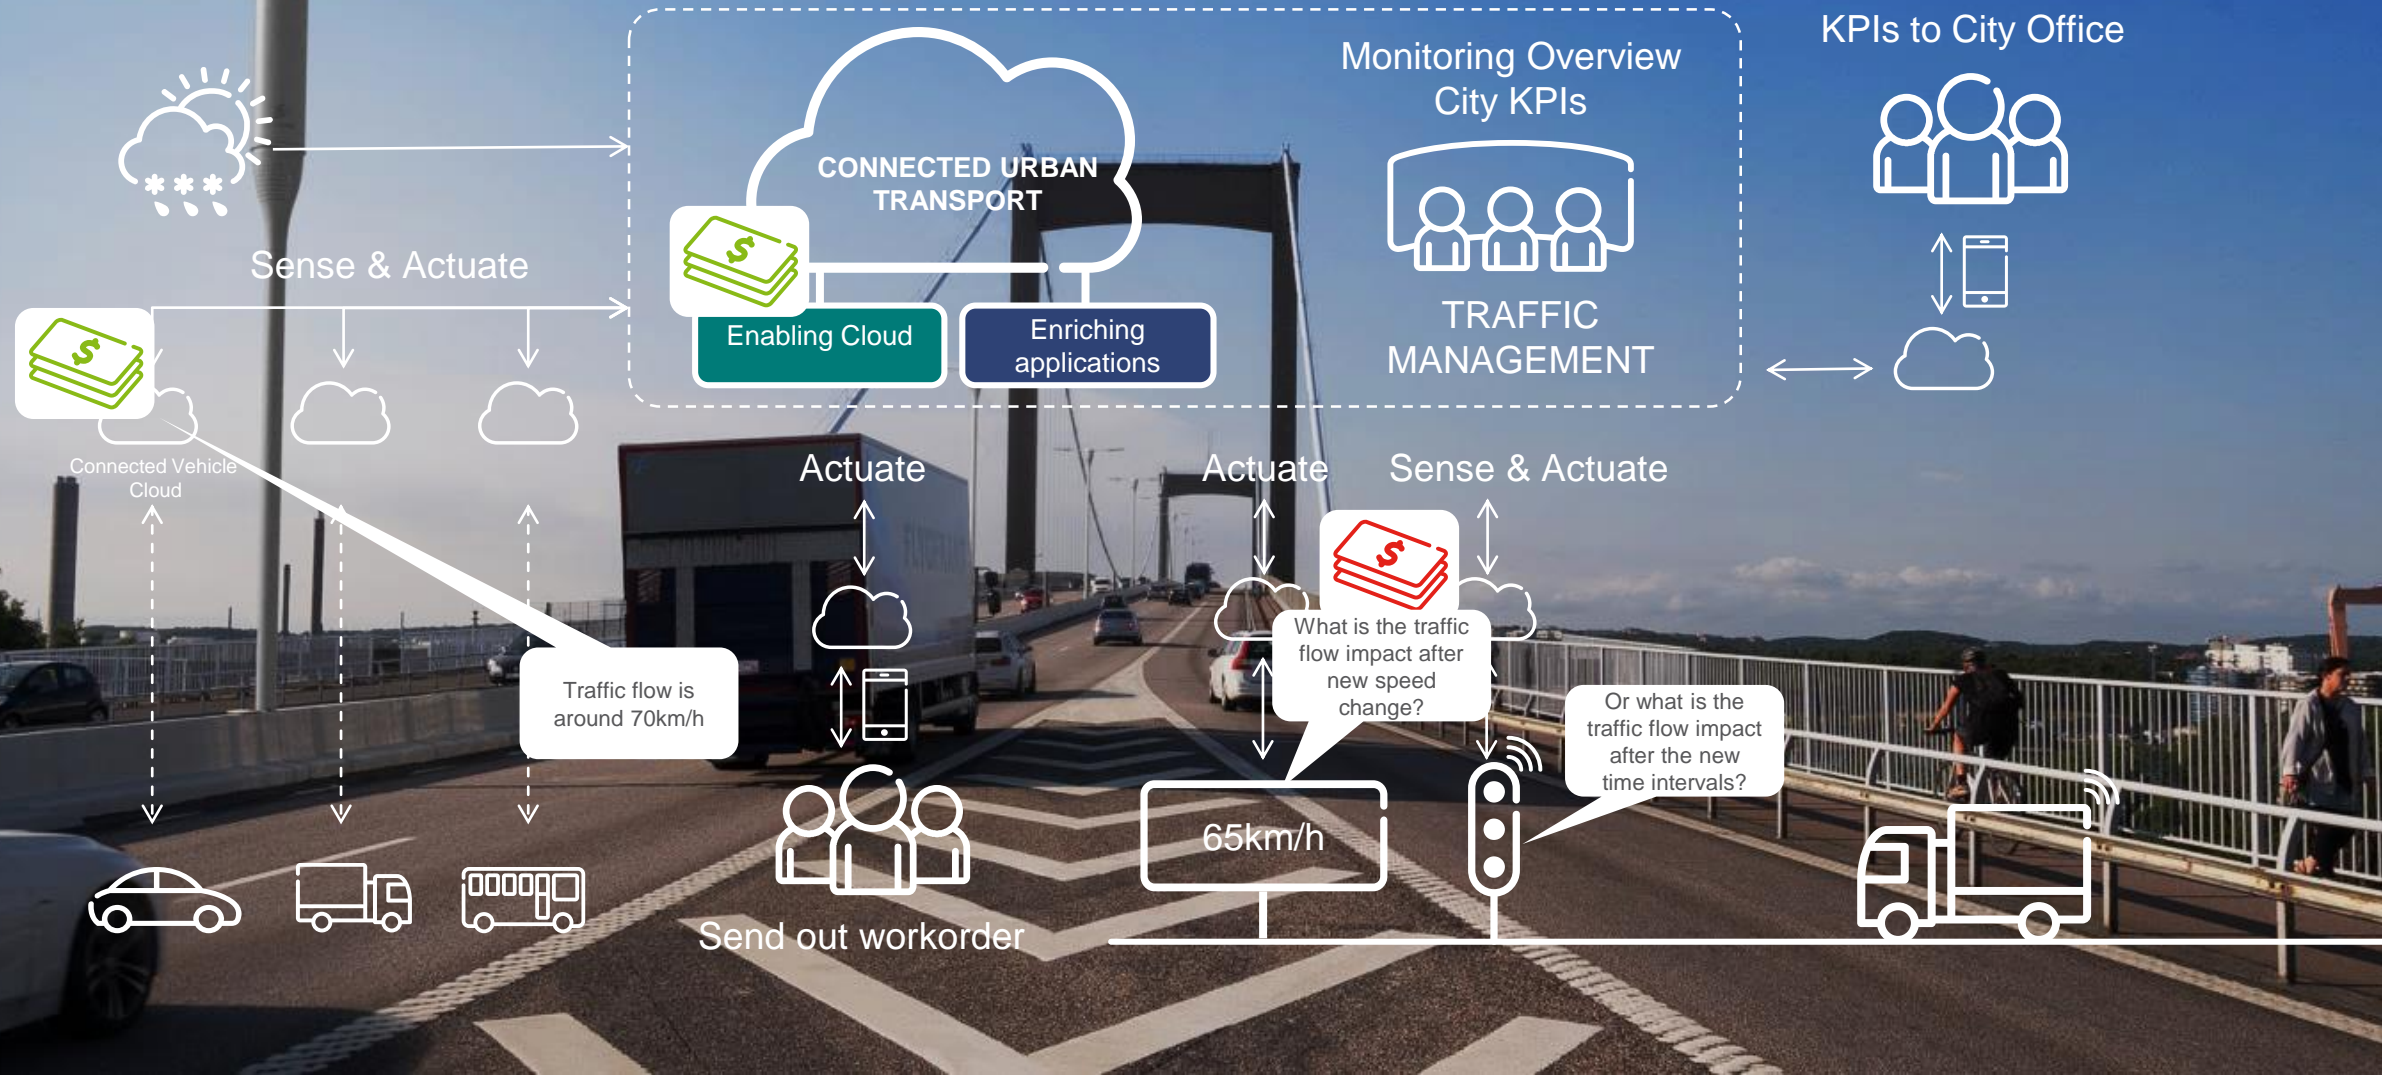 KPIs to City Office
Monitoring Overview
City KPIs
CONNECTED URBAN
TRANSPORT
$
Sense & Actuate
TRAFFIC
MANAGEMENT
Enabling Cloud
Enriching
applications
$
Connected Vehicle
Cloud
Actuate
Actuate
Sense & Actuate
$
What is the traffic
flow impact after
new speed
change?
Traffic flow is
around 70km/h
Or what is the
traffic flow impact
after the new
time intervals?
65km/h
Send out workorder